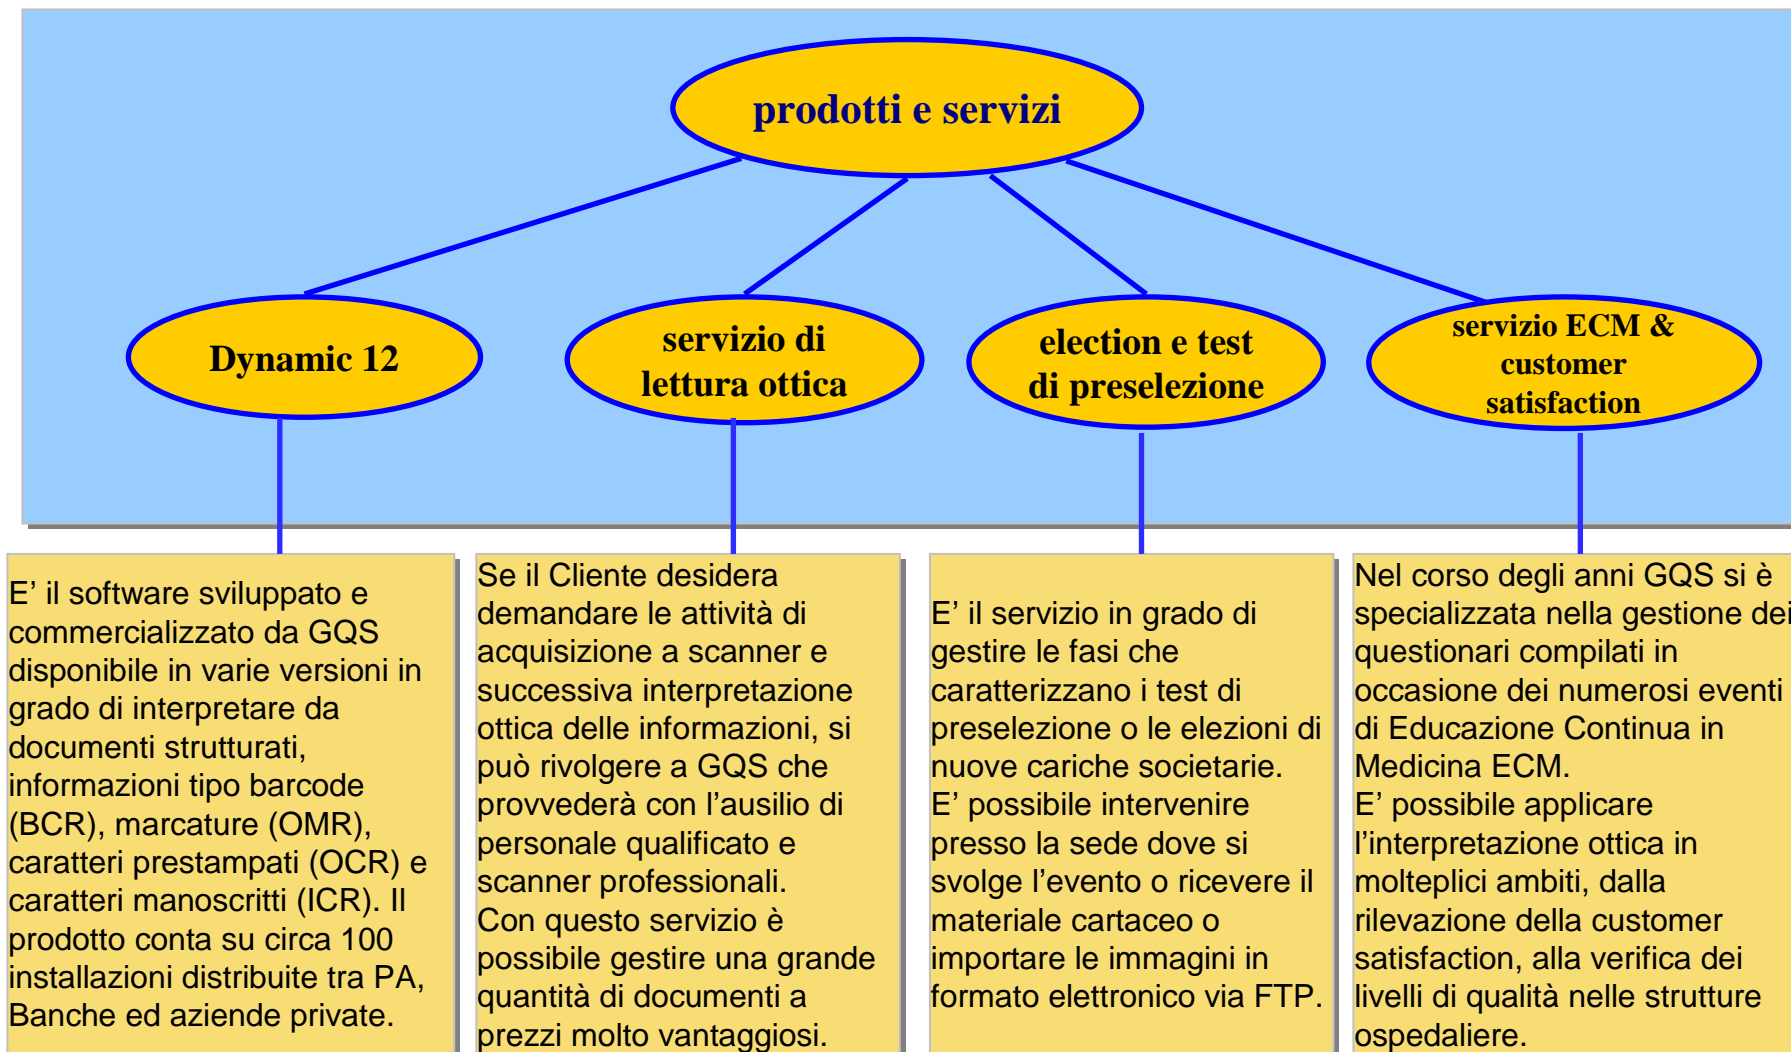 prodotti e servizi
Dynamic 12
servizio di
lettura ottica
election e test
di preselezione
servizio ECM &
customer
satisfaction
E’ il software sviluppato e
commercializzato da GQS
disponibile in varie versioni in
grado di interpretare da
documenti strutturati,
informazioni tipo barcode
(BCR), marcature (OMR),
caratteri prestampati (OCR) e
caratteri manoscritti (ICR). Il
prodotto conta su circa 100
installazioni distribuite tra PA,
Banche ed aziende private.
Se il Cliente desidera
demandare le attività di
acquisizione a scanner e
successiva interpretazione
ottica delle informazioni, si
può rivolgere a GQS che
provvederà con l’ausilio di
personale qualificato e
scanner professionali.
Con questo servizio è
possibile gestire una grande
quantità di documenti a
prezzi molto vantaggiosi.
E’ il servizio in grado di
gestire le fasi che
caratterizzano i test di
preselezione o le elezioni di
nuove cariche societarie.
E’ possibile intervenire
presso la sede dove si
svolge l’evento o ricevere il
materiale cartaceo o
importare le immagini in
formato elettronico via FTP.
Nel corso degli anni GQS si è
specializzata nella gestione dei
questionari compilati in
occasione dei numerosi eventi
di Educazione Continua in
Medicina ECM.
E’ possibile applicare
l’interpretazione ottica in
molteplici ambiti, dalla
rilevazione della customer
satisfaction, alla verifica dei
livelli di qualità nelle strutture
ospedaliere.